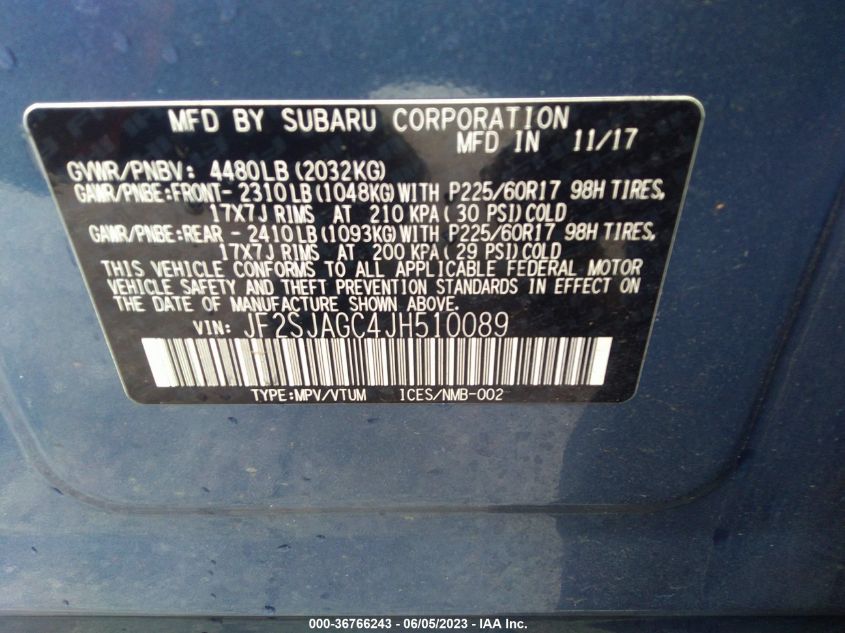 MFD BY SUBARU CORPORATION
MFD IN 11/17
GVWR/PNBV: 4480LB (2032KG)
GAWR/PNBE:FRONT- 2310LB (1048KG) WITH P225/60R17 98H TIRES,
17X7J RIMS AT 210 KPA ( 30 PSI) COLD
GAWR/PNBE:REAR - 2410LB (1093KG) WITH P225/60R17 98H TIRES,
17X7J RIMS AT 200 KPA ( 29 PSI) COLD
THIS VEHICLE CONFORMS TO ALL APPLICABLE FEDERAL MOTOR
VEHICLE SAFETY AND THEFT PREVENTION STANDARDS IN EFFECT ON
THE DATE OF MANUFACTURE SHOWN ABOVE.
VIN: JF2SJAGC4JH510089
TYPE:MPV/VTUM ICES/NMB-002
000-36766243 - 06/05/2023 - IAA Inc.